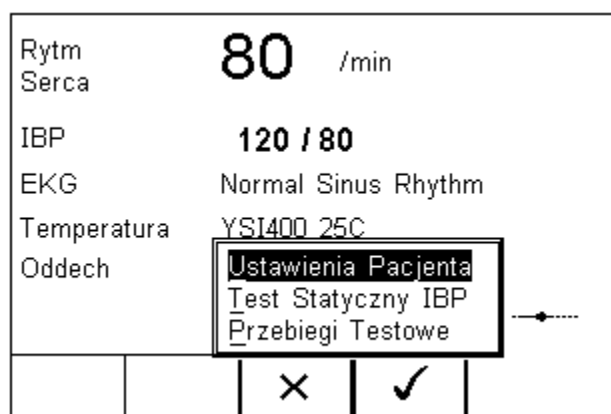 Rytm Serca 80 /min
IBP 120 / 80
EKG Normal Sinus Rhythm
Temperatura YSI400 25C
Oddech
Ustawienia Pacjenta
Test Statyczny IBP
Przebiegi Testowe